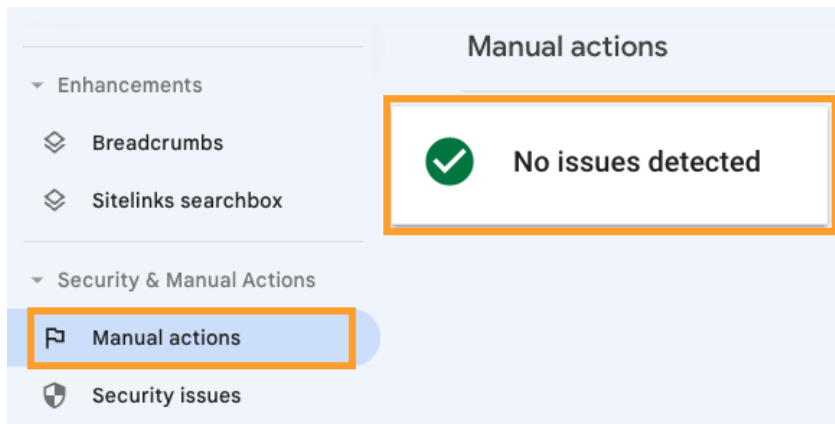 Manual actions
Enhancements
Breadcrumbs
Sitelinks searchbox
No issues detected
Security & Manual Actions
Manual actions
Security issues